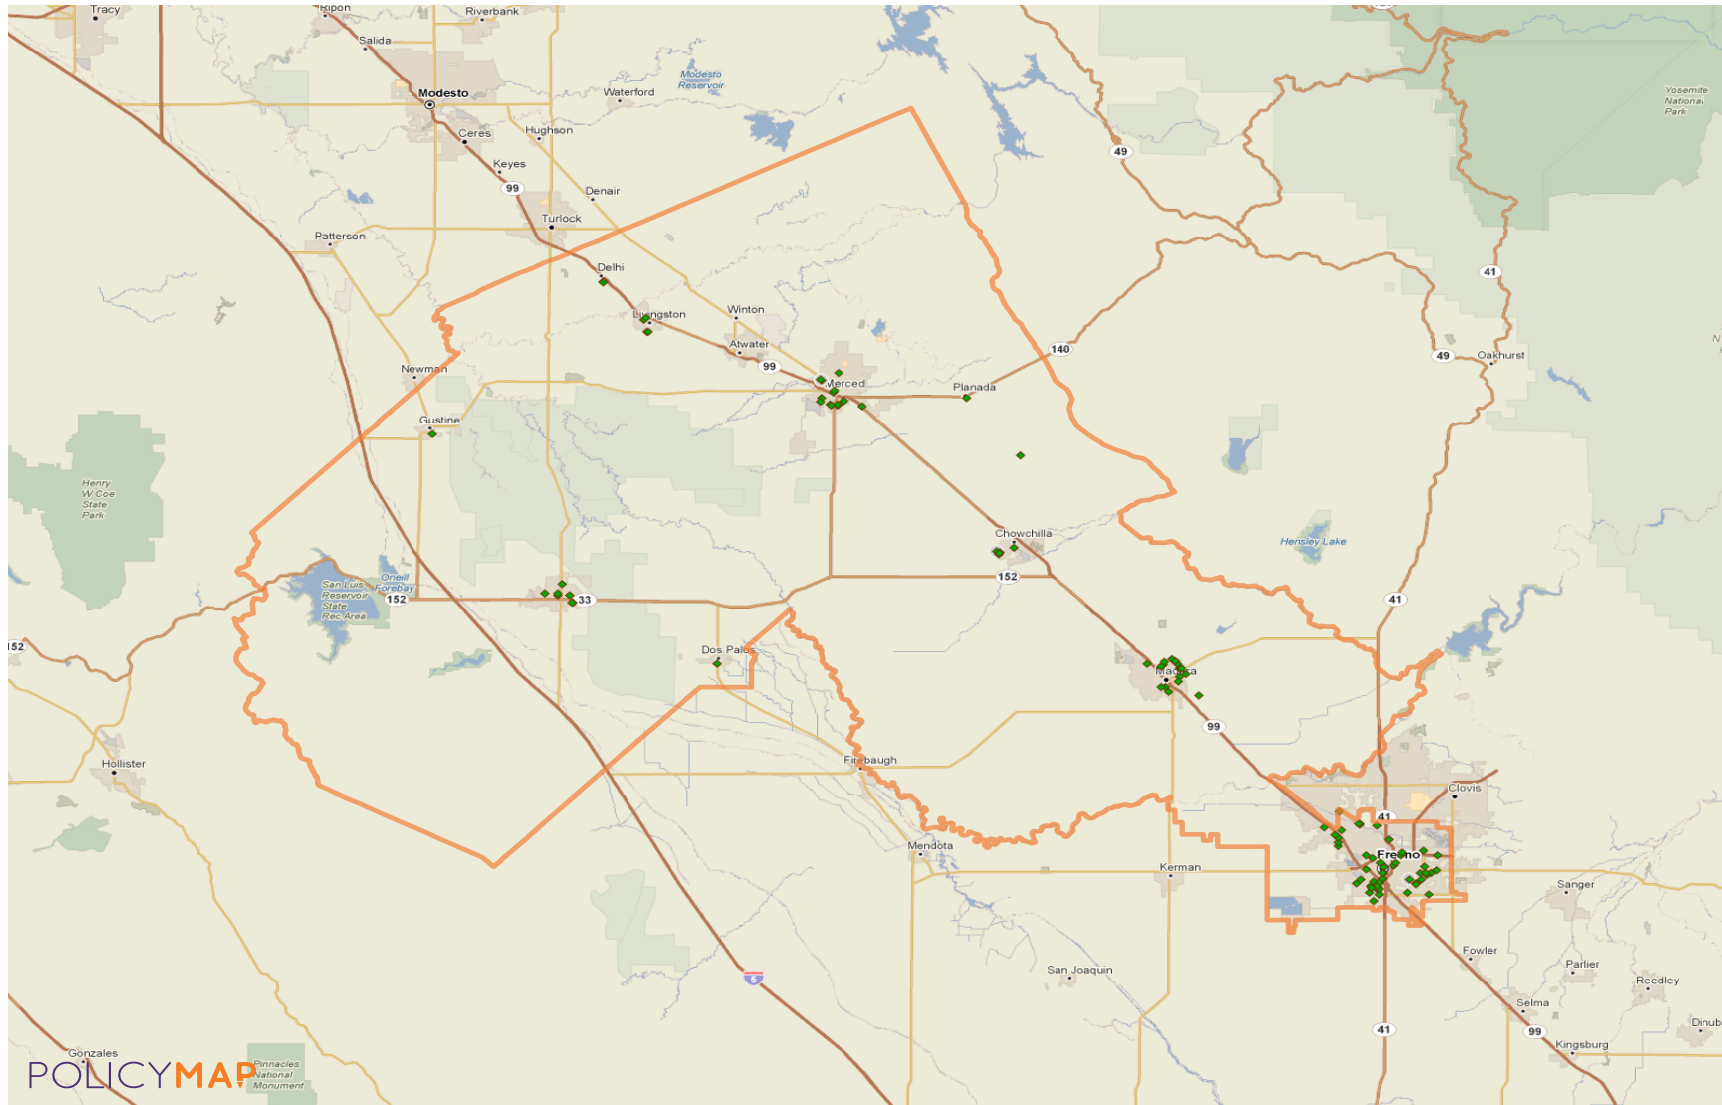 Tracy
Ripon
Riverbank
Salida
Modesto
Reservoir
Waterford
Modesto
Yosemite
National
Park
Ceres
Hughson
49
Keyes
99
Denair
Turlock
Patterson
Delhi
41
Livingston
Winton
Atwater
140
49
Oakhurst
99
Newman
Merced
Planada
Gustine
Henry
W Coe
State
Park
Chowchilla
Hensley Lake
Oneill
Forebay
San Luis
Reservoir
State
Rec Area
152
152
33
41
152
Dos Palos
Madera
99
Hollister
Firebaugh
Clovis
41
Mendota
Fresno
Kerman
Sanger
Fowler
San Joaquin
Parlier
5
Reedley
Selma
Dinub
41
99
Kingsburg
Gonzales
Pinnacles
National
Monument
POLICYMAP